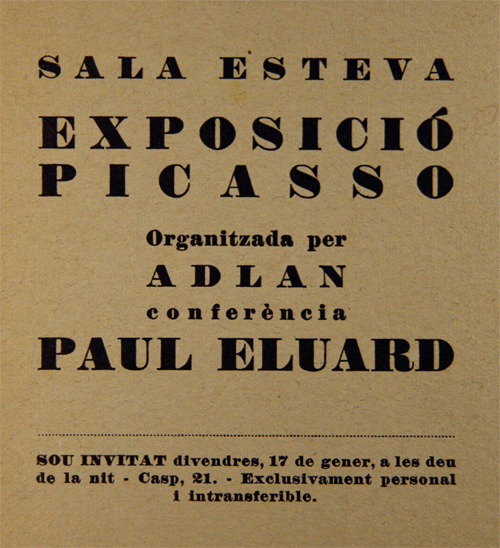 SALA ESTEVA
EXPOSICIÓ
PICASSO
Organitzada per
ADLAN
conferència
PAUL ELUARD
SOU INVITAT divendres, 17 de gener, a les deu
de la nit - Casp, 21. - Exclusivament personal
i intransferible.